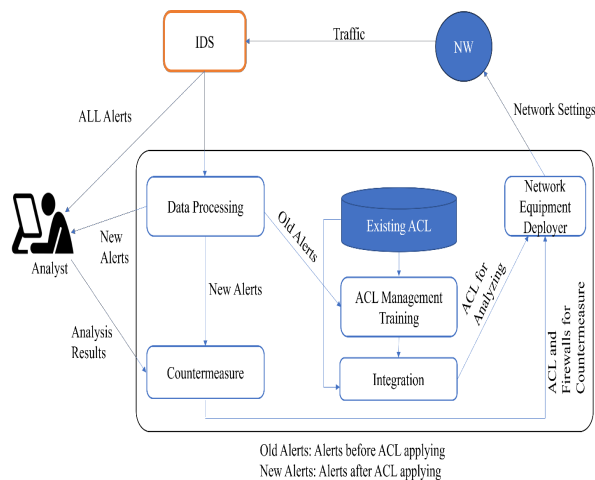 IDS
Traffic
NW
ALL Alerts
Network Settings
Data Processing
Existing ACL
Network
Equipment
Deployer
Old Alerts
New
Alerts
Analyst
New Alerts
ACL Management
Training
ACL for
Analyzing
Analysis
Results
Countermeasure
Integration
ACL and
Firewalls for
Countermeasure
Old Alerts: Alerts before ACL applying
New Alerts: Alerts after ACL applying